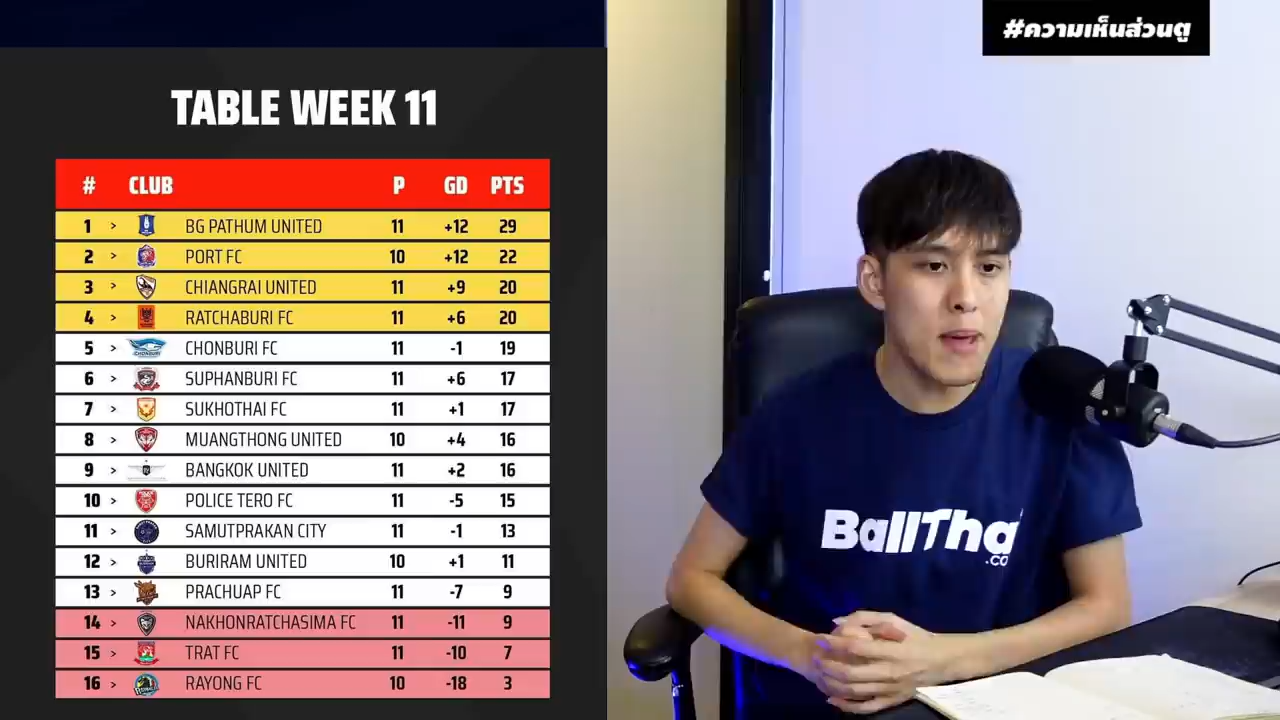 #ความเห็นส่วนตู
TABLE WEEK 11
# CLUB P GD PTS
1 > BG PATHUM UNITED 11 +12 29
2 > PORT FC 10 +12 22
3 > CHIANGRAI UNITED 11 +9 20
4 > RATCHABURI FC 11 +6 20
5 > CHONBURI FC 11 -1 19
6 > SUPHANBURI FC 11 +6 17
7 > SUKHOTHAI FC 11 +1 17
8 > MUANGTHONG UNITED 10 +4 16
9 > BANGKOK UNITED 11 +2 16
10 > POLICE TERO FC 11 -5 15
11 > SAMUTPRAKAN CITY 11 -1 13
12 > BURIRAM UNITED 10 +1 11
13 > PRACHUAP FC 11 -7 9
14 > NAKHONRATCHASIMA FC 11 -11 9
15 > TRAT FC 11 -10 7
16 > RAYONG FC 10 -18 3
BallTha
.co